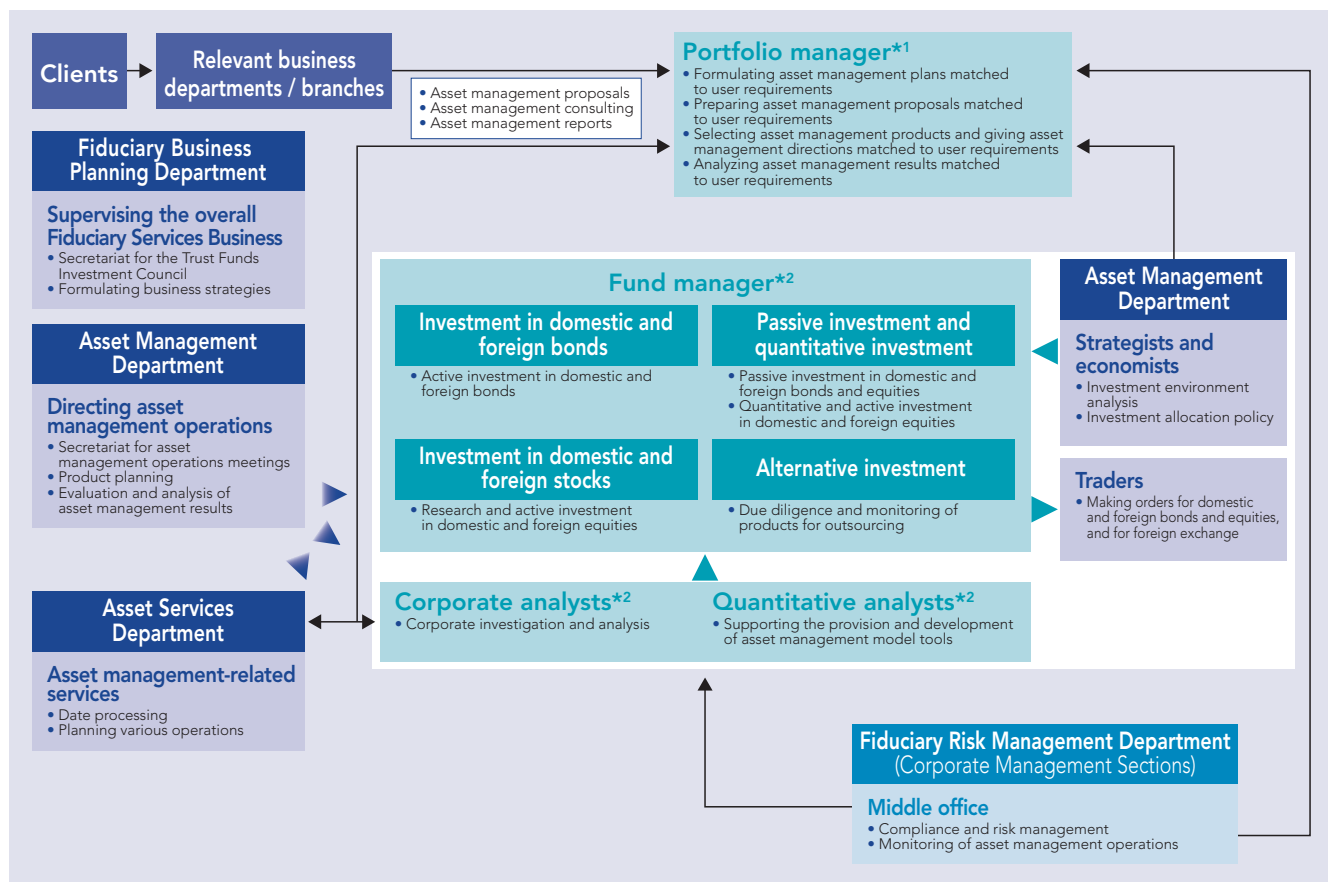 Clients
Relevant business
departments / branches
• Asset management proposals
• Asset management consulting
• Asset management reports
Portfolio manager*1
• Formulating asset management plans matched
to user requirements
• Preparing asset management proposals matched
to user requirements
• Selecting asset management products and giving asset
management directions matched to user requirements
• Analyzing asset management results matched
to user requirements
Fiduciary Business
Planning Department
Supervising the overall
Fiduciary Services Business
• Secretariat for the Trust Funds
Investment Council
• Formulating business strategies
Asset Management
Department
Directing asset
management operations
• Secretariat for asset
management operations meetings
• Product planning
• Evaluation and analysis of
asset management results
Asset Services
Department
Asset management-related
services
• Date processing
• Planning various operations
Fund manager*2
Investment in domestic and
foreign bonds
• Active investment in domestic and
foreign bonds
Passive investment and
quantitative investment
• Passive investment in domestic and
foreign bonds and equities
• Quantitative and active investment
in domestic and foreign equities
Investment in domestic and
foreign stocks
• Research and active investment
in domestic and foreign equities
Alternative investment
• Due diligence and monitoring of
products for outsourcing
Corporate analysts*2
• Corporate investigation and analysis
Quantitative analysts*2
• Supporting the provision and development
of asset management model tools
Asset Management
Department
Strategists and
economists
• Investment environment
analysis
• Investment allocation policy
Traders
• Making orders for domestic
and foreign bonds and equities,
and for foreign exchange
Fiduciary Risk Management Department
(Corporate Management Sections)
Middle office
• Compliance and risk management
• Monitoring of asset management operations